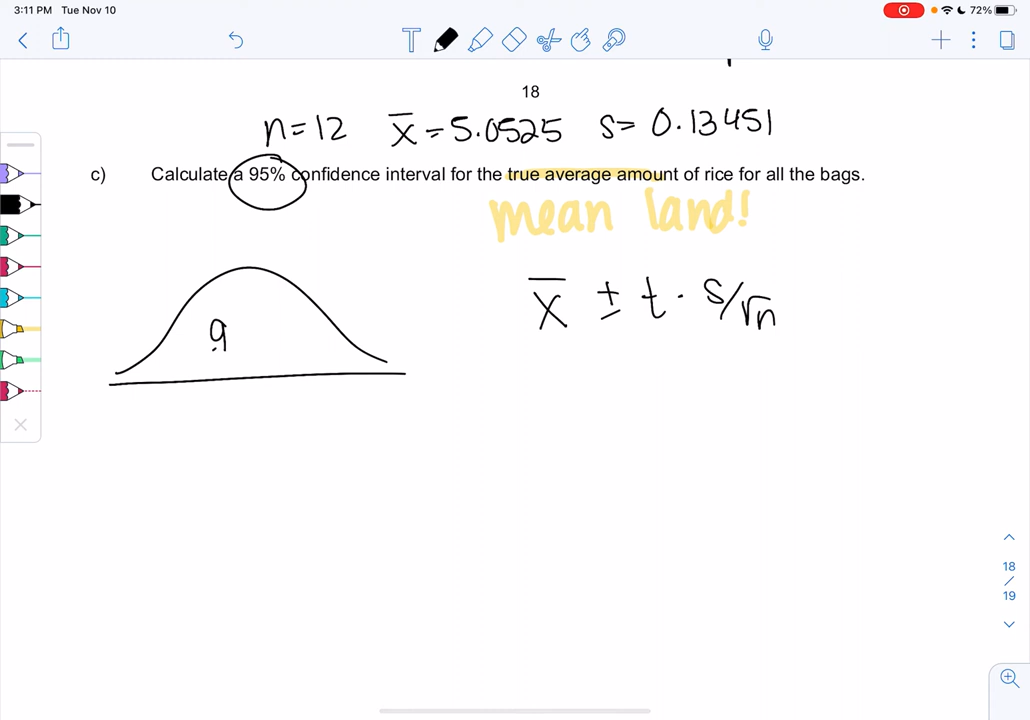 3:11 PM Tue Nov 10
72%
T
18
n=12 x̅=5.0525 s=0.13451
c) Calculate a 95% confidence interval for the true average amount of rice for all the bags.
mean land!
x̅ ± t · s/√n
9
18
/
19